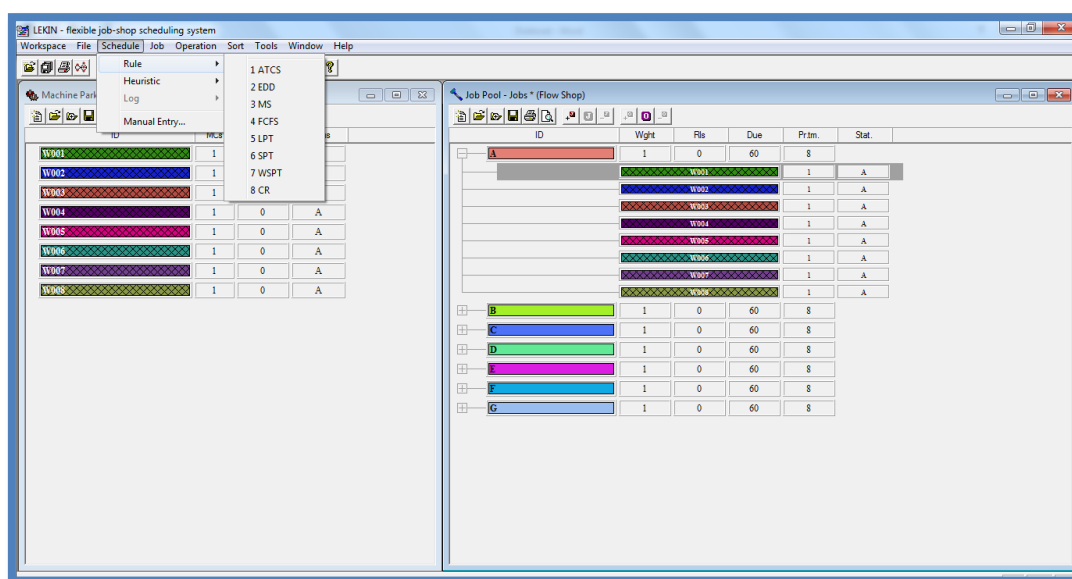 LEKIN - flexible job-shop scheduling system
Workspace File Schedule Job Operation Sort Tools Window Help
Rule
Heuristic
Log
Manual Entry...
1 ATCS
2 EDD
3 MS
4 FCFS
5 LPT
6 SPT
7 WSPT
8 CR
Machine Park
ID
W001 1
W002 1
W003 1
W004 1 0 A
W005 1 0 A
W006 1 0 A
W007 1 0 A
W008 1 0 A
Job Pool - Jobs * (Flow Shop)
ID Wght Rls Due Pr.tm. Stat.
A 1 0 60 8
W001 1 A
W002 1 A
W003 1 A
W004 1 A
W005 1 A
W006 1 A
W007 1 A
W008 1 A
B 1 0 60 8
C 1 0 60 8
D 1 0 60 8
E 1 0 60 8
F 1 0 60 8
G 1 0 60 8